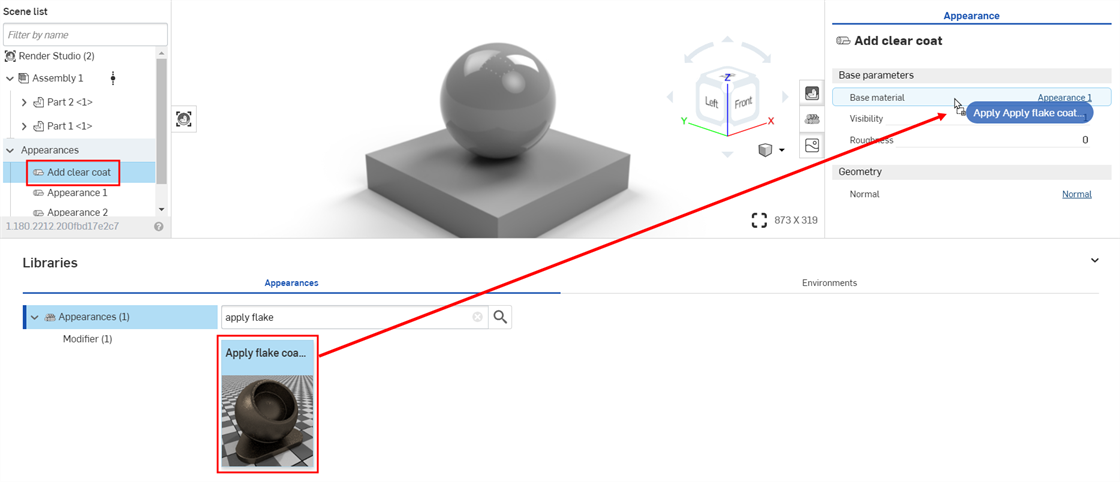 Scene list
Filter by name
Render Studio (2)
Assembly 1
Part 2 <1>
Part 1 <1>
Appearances
Add clear coat
Appearance 1
Appearance 2
1.180.2212.200fbd17e2c7
Z
Left
Front
Y
X
873 X 319
Appearance
Add clear coat
Base parameters
Base material
Appearance 1
Apply Apply flake coat...
Visibility
1
Roughness
0
Geometry
Normal
Normal
Libraries
Appearances
Environments
Appearances (1)
apply flake
Modifier (1)
Apply flake coa...